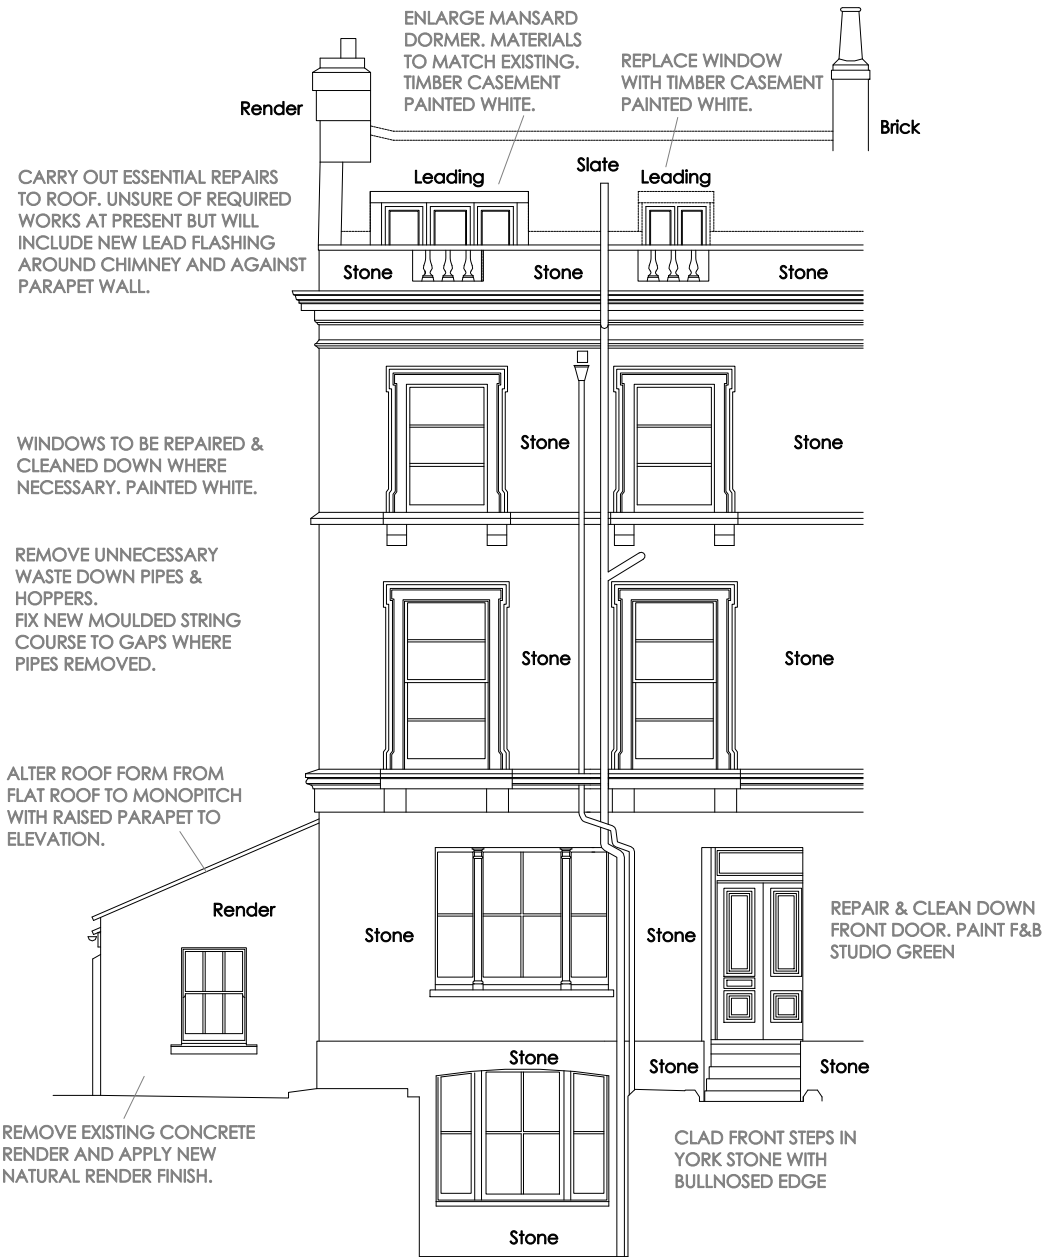 ENLARGE MANSARD
DORMER. MATERIALS
TO MATCH EXISTING.
TIMBER CASEMENT
PAINTED WHITE.
REPLACE WINDOW
WITH TIMBER CASEMENT
PAINTED WHITE.
Render
Brick
Slate
Leading
Leading
CARRY OUT ESSENTIAL REPAIRS
TO ROOF. UNSURE OF REQUIRED
WORKS AT PRESENT BUT WILL
INCLUDE NEW LEAD FLASHING
AROUND CHIMNEY AND AGAINST
PARAPET WALL.
Stone
Stone
Stone
WINDOWS TO BE REPAIRED &
CLEANED DOWN WHERE
NECESSARY. PAINTED WHITE.
Stone
Stone
REMOVE UNNECESSARY
WASTE DOWN PIPES &
HOPPERS.
FIX NEW MOULDED STRING
COURSE TO GAPS WHERE
PIPES REMOVED.
Stone
Stone
ALTER ROOF FORM FROM
FLAT ROOF TO MONOPITCH
WITH RAISED PARAPET TO
ELEVATION.
Render
Stone
Stone
REPAIR & CLEAN DOWN
FRONT DOOR. PAINT F&B
STUDIO GREEN
Stone
Stone
Stone
REMOVE EXISTING CONCRETE
RENDER AND APPLY NEW
NATURAL RENDER FINISH.
CLAD FRONT STEPS IN
YORK STONE WITH
BULLNOSED EDGE
Stone